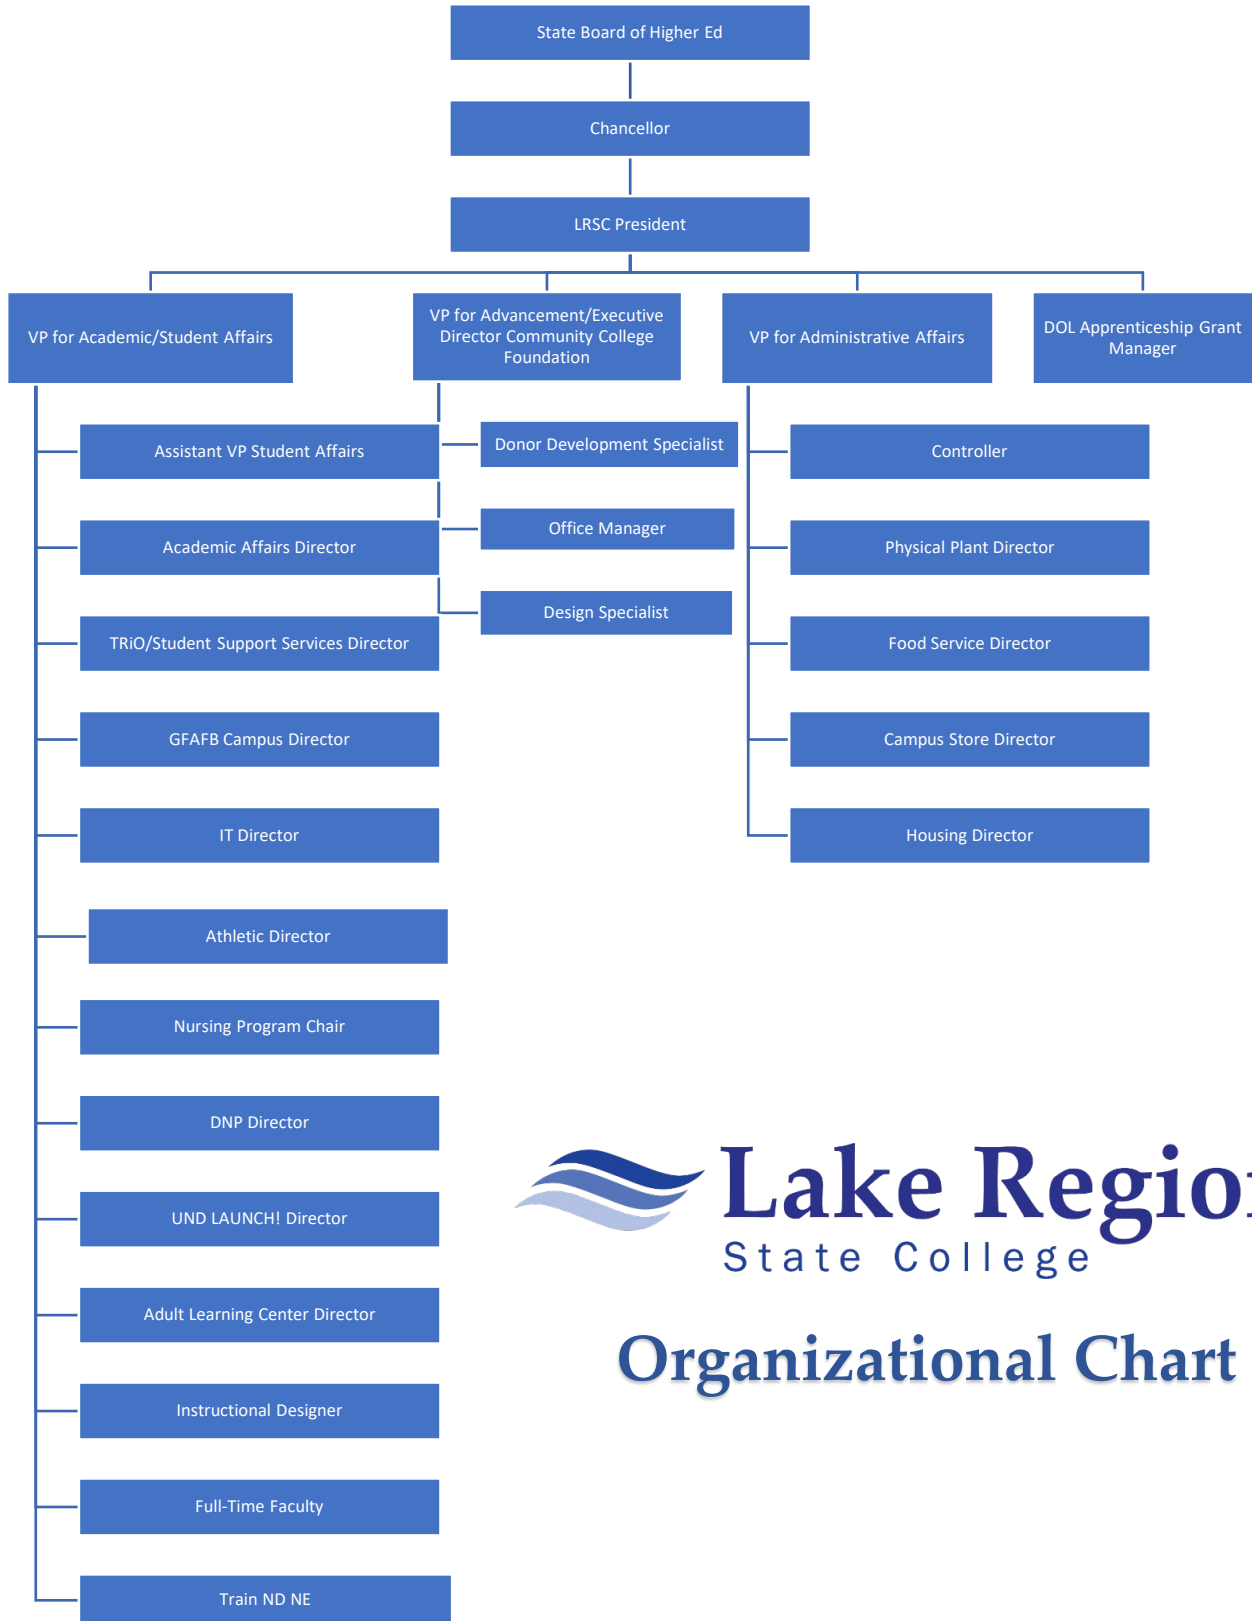 State Board of Higher Ed
Chancellor
LRSC President
VP for Academic/Student Affairs
VP for Advancement/Executive
Director Community College
Foundation
VP for Administrative Affairs
DOL Apprenticeship Grant
Manager
Assistant VP Student Affairs
Academic Affairs Director
TRiO/Student Support Services Director
GFAFB Campus Director
IT Director
Athletic Director
Nursing Program Chair
DNP Director
UND LAUNCH! Director
Adult Learning Center Director
Instructional Designer
Full-Time Faculty
Train ND NE
Donor Development Specialist
Office Manager
Design Specialist
Controller
Physical Plant Director
Food Service Director
Campus Store Director
Housing Director
Lake Region
State College
Organizational Chart